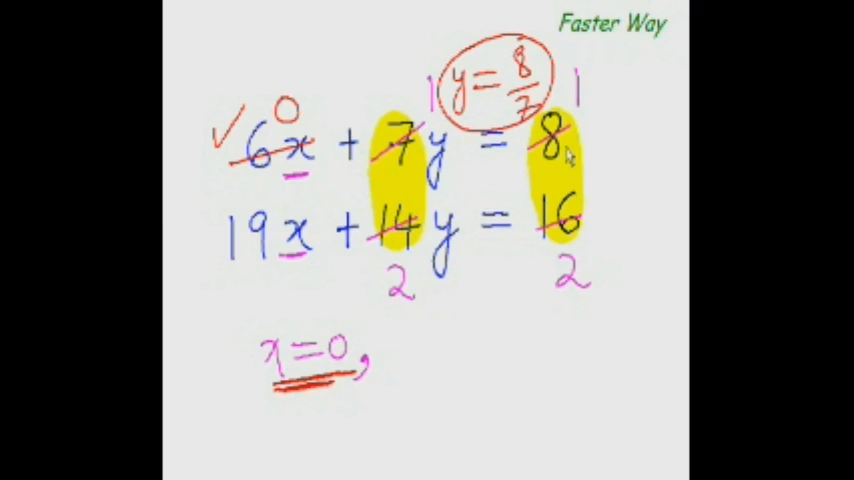 Faster Way
y = 8/7
0 1 1
6x + 7y = 8
19x + 14y = 16
2 2
x = 0,